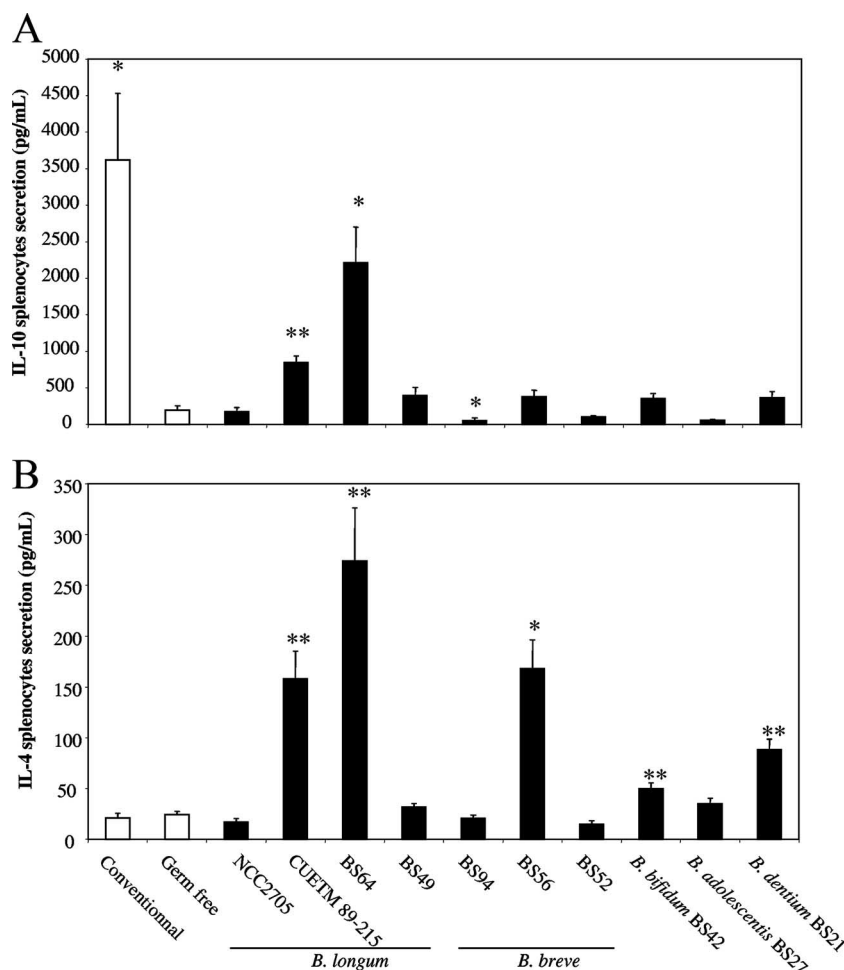 A
IL-10 splenocytes secretion (pg/mL)
5000
4500
4000
3500
3000
2500
2000
1500
1000
500
0
*
**
*
*
B
IL-4 splenocytes secretion (pg/mL)
350
300
250
200
150
100
50
0
**
**
*
**
**
Conventionnal
Germ free
NCC2705
CUETM 89-215
BS64
BS49
BS94
BS56
BS52
B. bifidum BS42
B. adolescentis BS27
B. dentium BS21
B. longum
B. breve